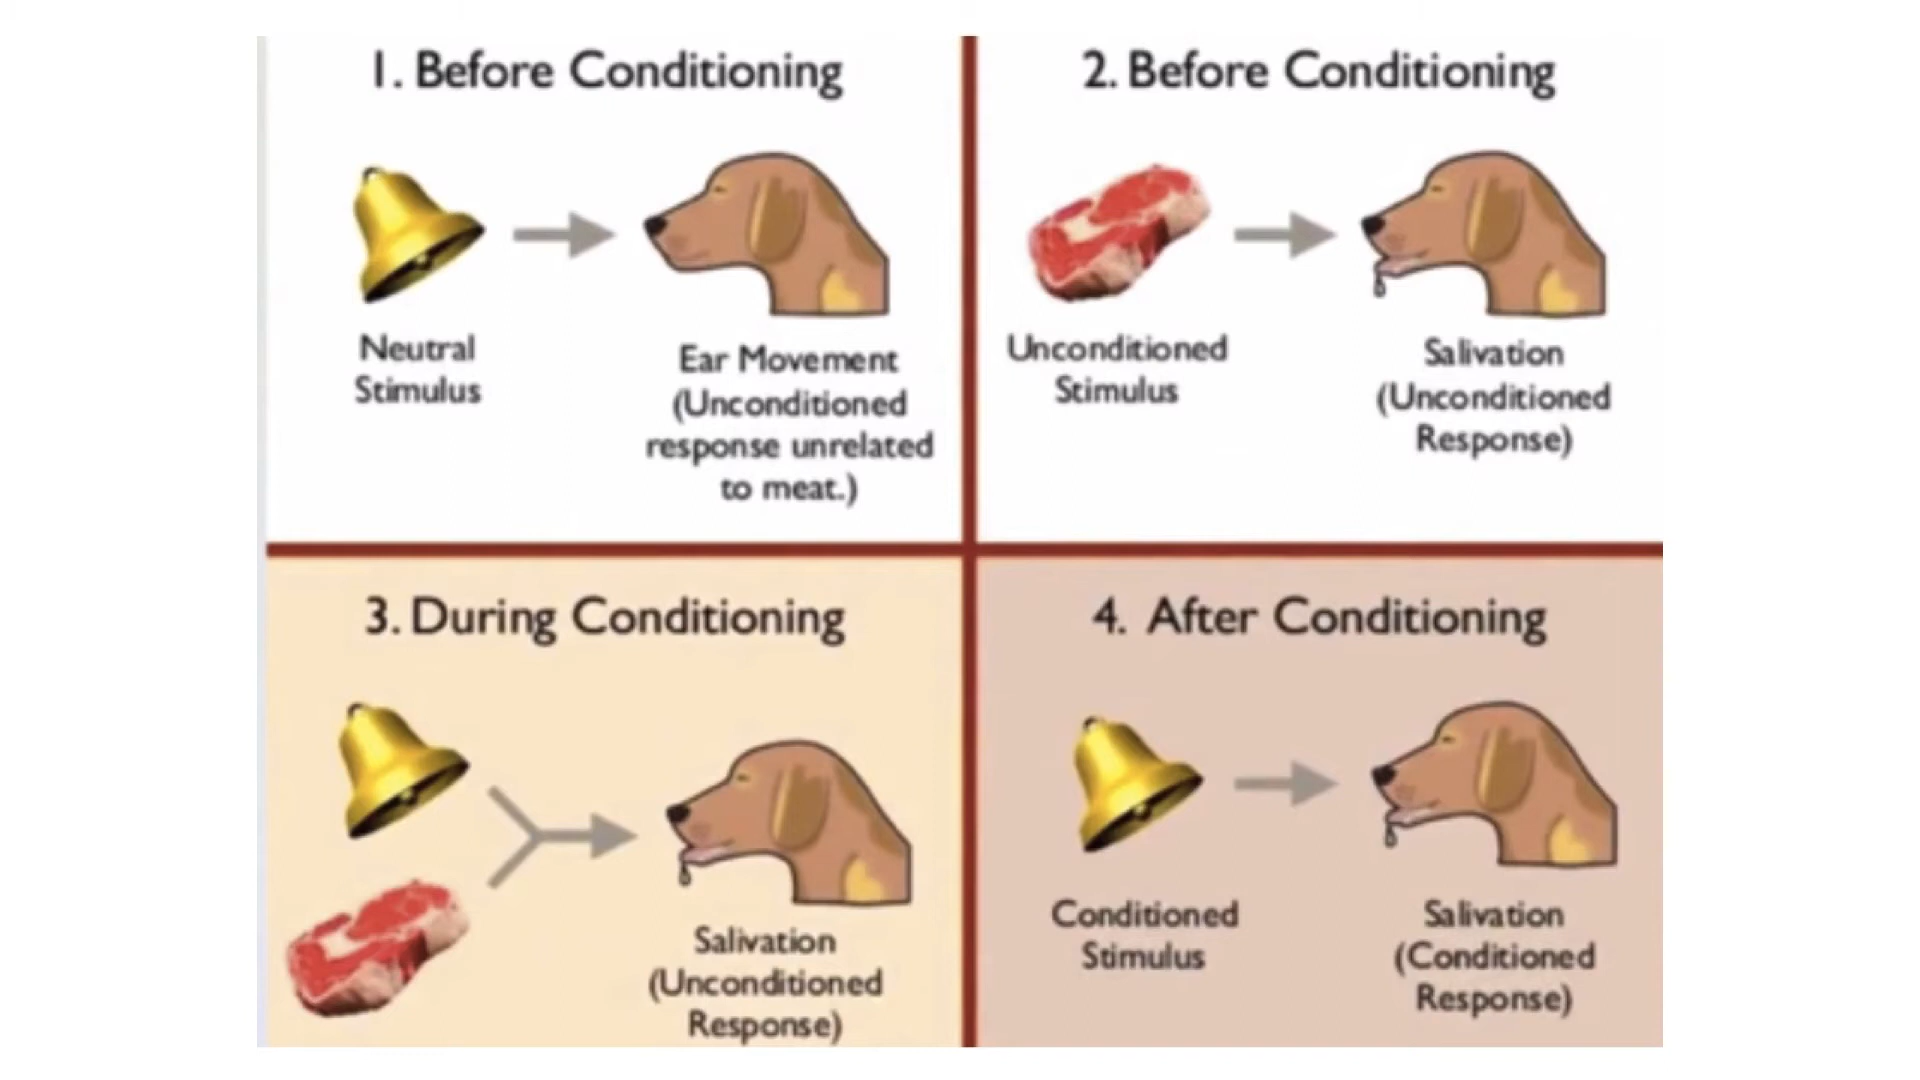 1. Before Conditioning
Neutral
Stimulus
Ear Movement
(Unconditioned
response unrelated
to meat.)
2. Before Conditioning
Unconditioned
Stimulus
Salivation
(Unconditioned
Response)
3. During Conditioning
Salivation
(Unconditioned
Response)
4. After Conditioning
Conditioned
Stimulus
Salivation
(Conditioned
Response)